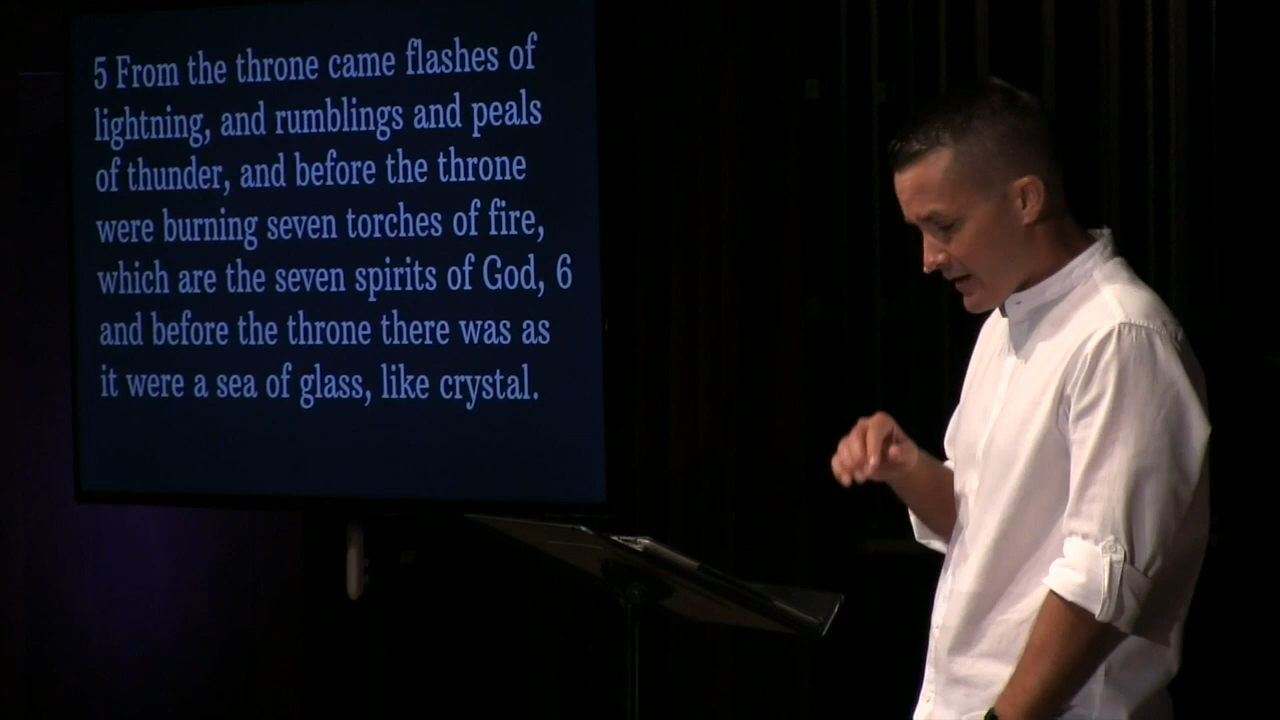 5 From the throne came flashes of
lightning, and rumblings and peals
of thunder, and before the throne
were burning seven torches of fire,
which are the seven spirits of God, 6
and before the throne there was as
it were a sea of glass, like crystal.